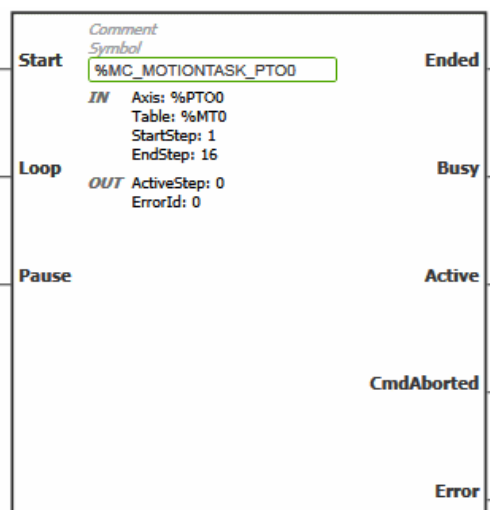 Comment
Symbol
Start
%MC_MOTIONTASK_PTO0
Ended
IN Axis: %PTO0
Table: %MT0
StartStep: 1
EndStep: 16
Loop
Busy
OUT ActiveStep: 0
ErrorId: 0
Pause
Active
CmdAborted
Error